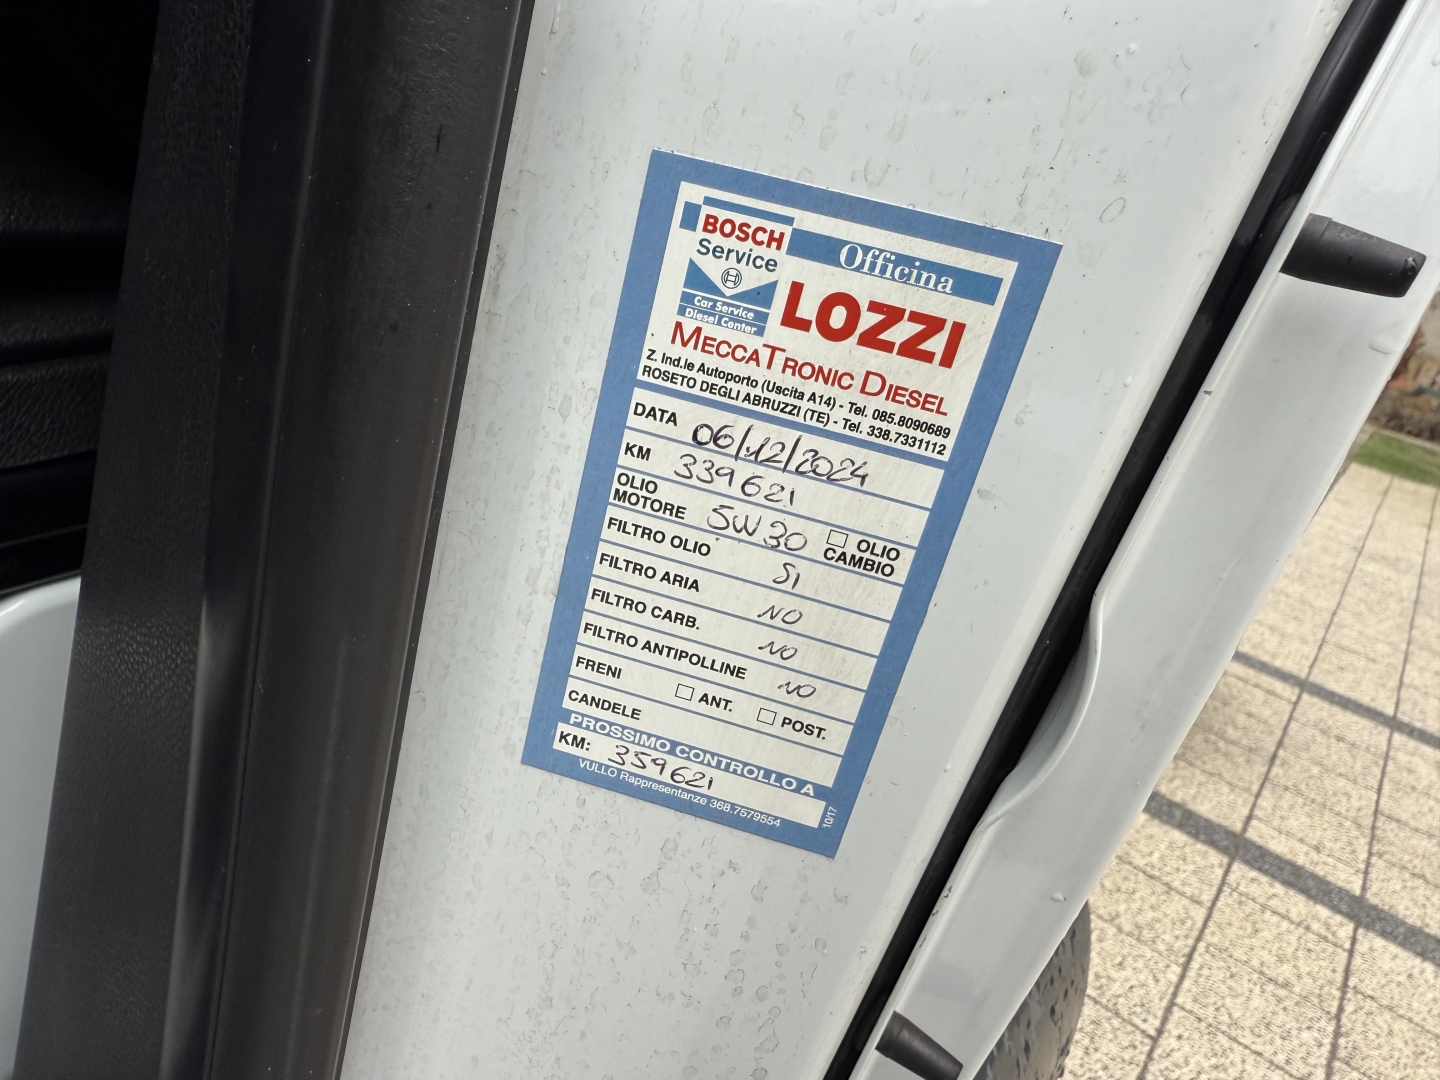 BOSCH
Service
Car Service
Diesel Center
Officina
LOZZI
MECCATRONIC DIESEL
Z. Ind.le Autoporto (Uscita A14) - Tel. 085.8090689
ROSETO DEGLI ABRUZZI (TE) - Tel. 338.7331112
DATA 06/12/2024
KM 339621
OLIO MOTORE 5W30 OLIO CAMBIO
FILTRO OLIO SI
FILTRO ARIA NO
FILTRO CARB. NO
FILTRO ANTIPOLLINE NO
FRENI ANT. POST.
CANDELE
PROSSIMO CONTROLLO A
KM: 359621
VULLO Rappresentanze 368.7579554
10/17